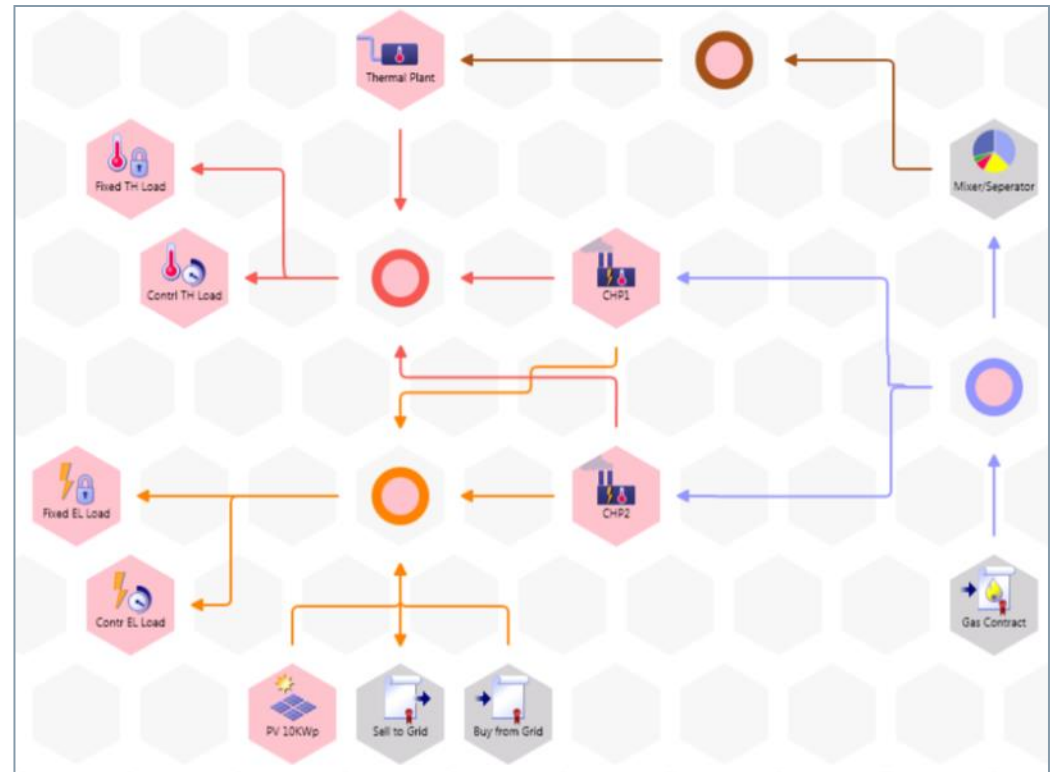 Thermal Plant
Fixed TH Load
Mixer/Seperator
Contrl TH Load
CHP1
Fixed EL Load
CHP2
Contr EL Load
Gas Contract
PV 10KWp
Sell to Grid
Buy from Grid